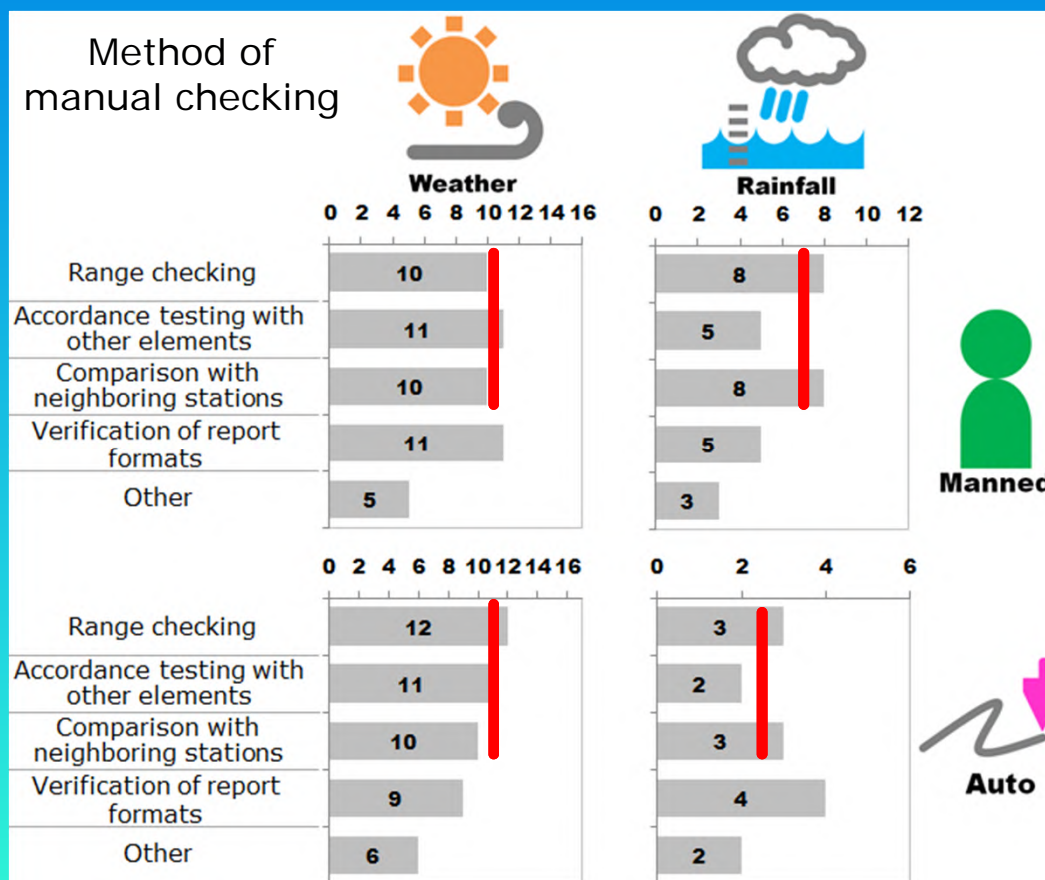 Method of
manual checking
Weather
Rainfall
0 2 4 6 8 10 12 14 16
0 2 4 6 8 10 12
Range checking
10
8
Accordance testing with
other elements
11
5
Comparison with
neighboring stations
10
8
Verification of report
formats
11
5
Other
5
3
Manned
0 2 4 6 8 10 12 14 16
0 2 4 6
Range checking
12
3
Accordance testing with
other elements
11
2
Comparison with
neighboring stations
10
3
Verification of report
formats
9
4
Other
6
2
Auto